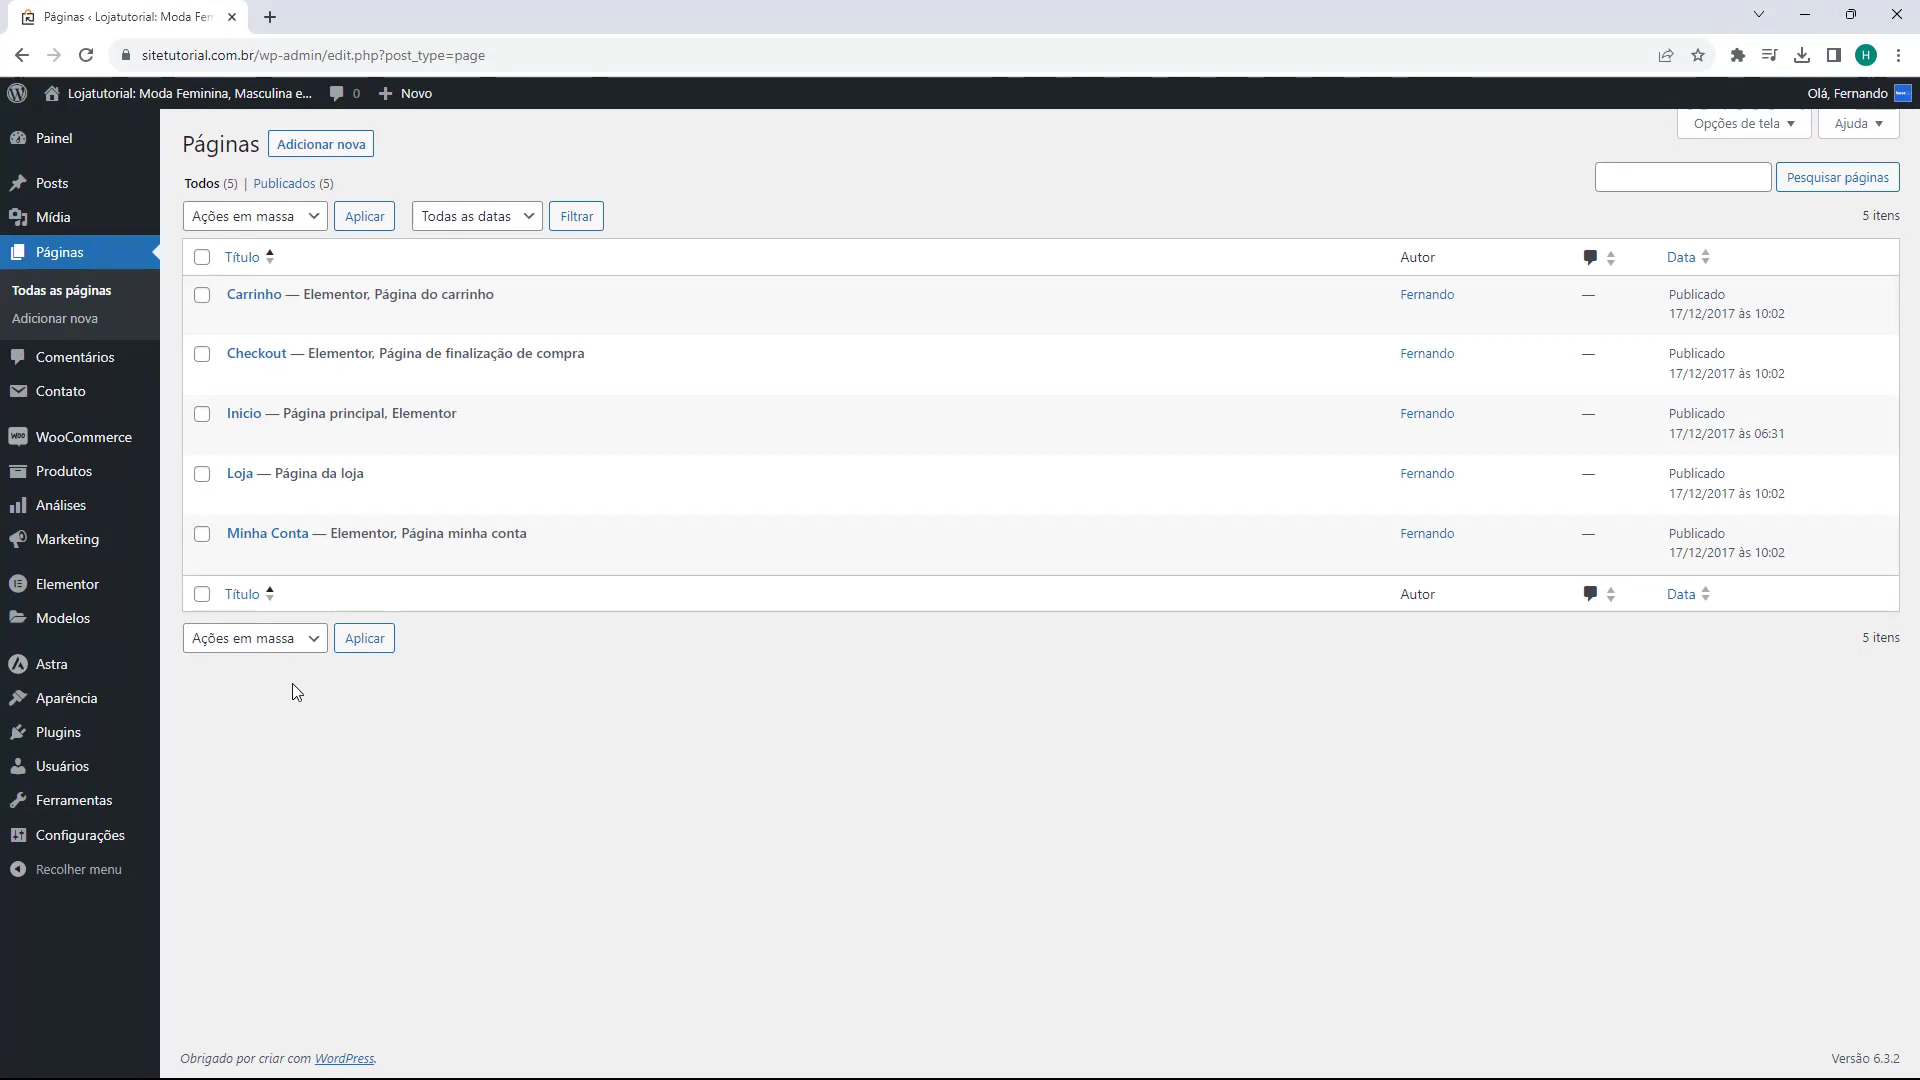 Páginas ‹ Lojatutorial: Moda Fem
sitetutorial.com.br/wp-admin/edit.php?post_type=page
H
Lojatutorial: Moda Feminina, Masculina e...
0
Novo
Olá, Fernando
Painel
Posts
Mídia
Páginas
Todas as páginas
Adicionar nova
Comentários
Contato
WooCommerce
Produtos
Análises
Marketing
Elementor
Modelos
Astra
Aparência
Plugins
Usuários
Ferramentas
Configurações
Recolher menu
Páginas
Adicionar nova
Opções de tela
Ajuda
Todos (5) | Publicados (5)
Pesquisar páginas
Ações em massa
Aplicar
Todas as datas
Filtrar
5 itens
Título
Autor
Data
Carrinho — Elementor, Página do carrinho
Fernando
—
Publicado
17/12/2017 às 10:02
Checkout — Elementor, Página de finalização de compra
Fernando
—
Publicado
17/12/2017 às 10:02
Inicio — Página principal, Elementor
Fernando
—
Publicado
17/12/2017 às 06:31
Loja — Página da loja
Fernando
—
Publicado
17/12/2017 às 10:02
Minha Conta — Elementor, Página minha conta
Fernando
—
Publicado
17/12/2017 às 10:02
Título
Autor
Data
Ações em massa
Aplicar
5 itens
Obrigado por criar com WordPress.
Versão 6.3.2